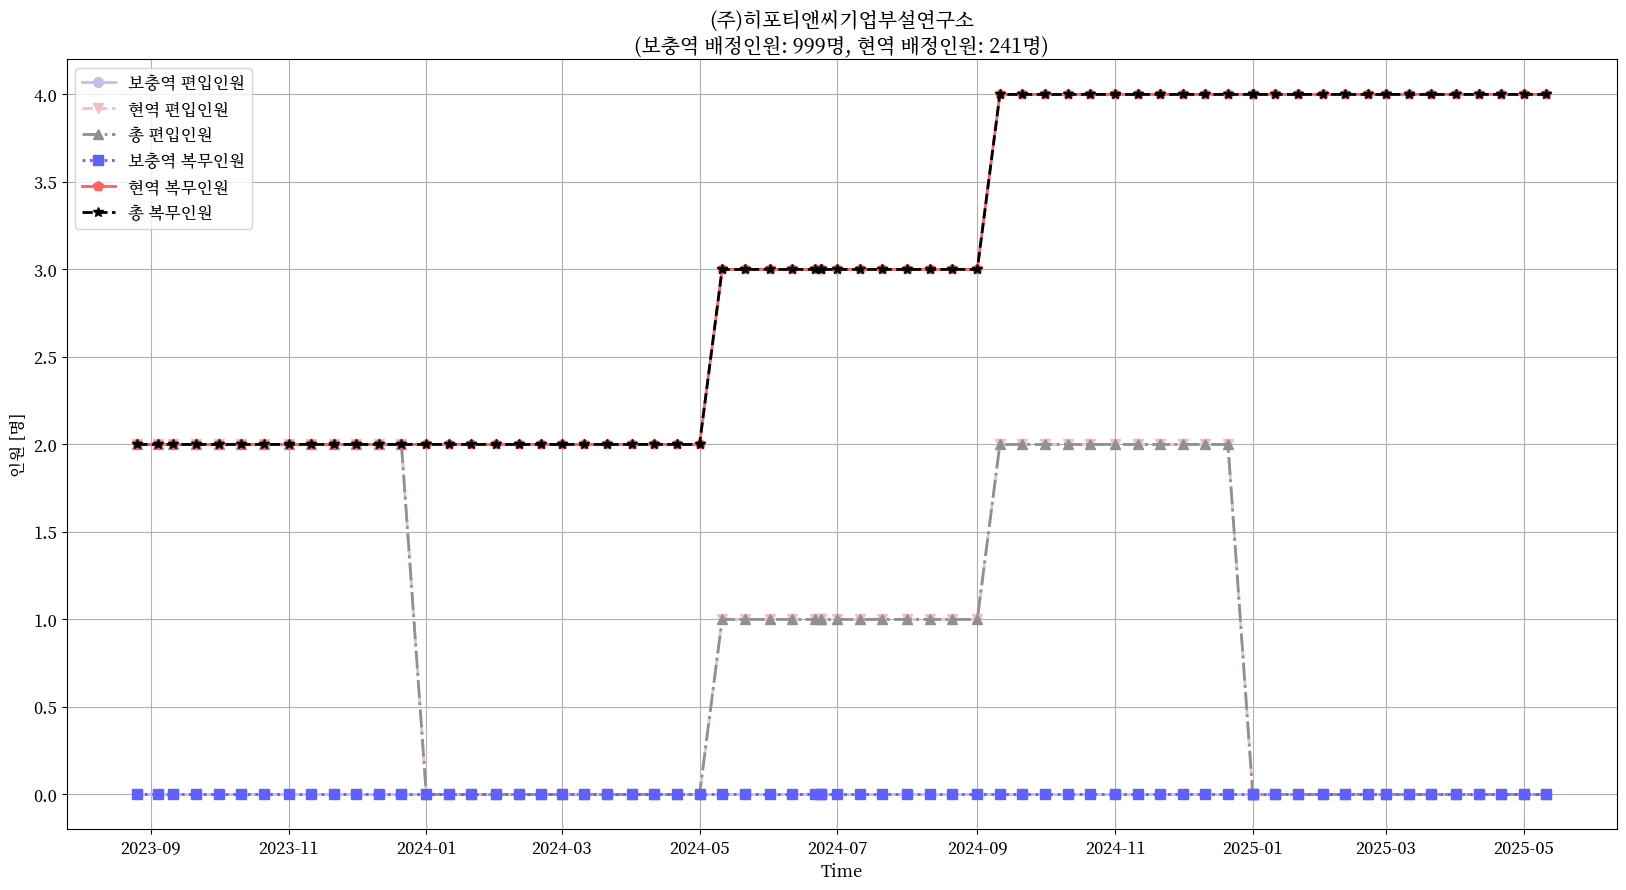 (주)히포티앤씨기업부설연구소
(보충역 배정인원: 999명, 현역 배정인원: 241명)
보충역 편입인원
현역 편입인원
총 편입인원
보충역 복무인원
현역 복무인원
총 복무인원
4.0
3.5
3.0
2.5
2.0
1.5
1.0
0.5
0.0
인원 [명]
2023-09
2023-11
2024-01
2024-03
2024-05
2024-07
2024-09
2024-11
2025-01
2025-03
2025-05
Time